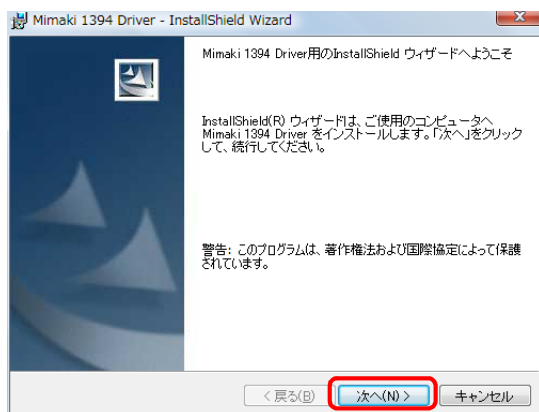 Mimaki 1394 Driver - InstallShield Wizard
Mimaki 1394 Driver用のInstallShield ウィザードへようこそ
InstallShield(R) ウィザードは、ご使用のコンピュータへ
Mimaki 1394 Driver をインストールします。「次へ」をクリック
して、続行してください。
警告: このプログラムは、著作権法および国際協定によって保護
されています。
< 戻る(B) 次へ(N) > キャンセル